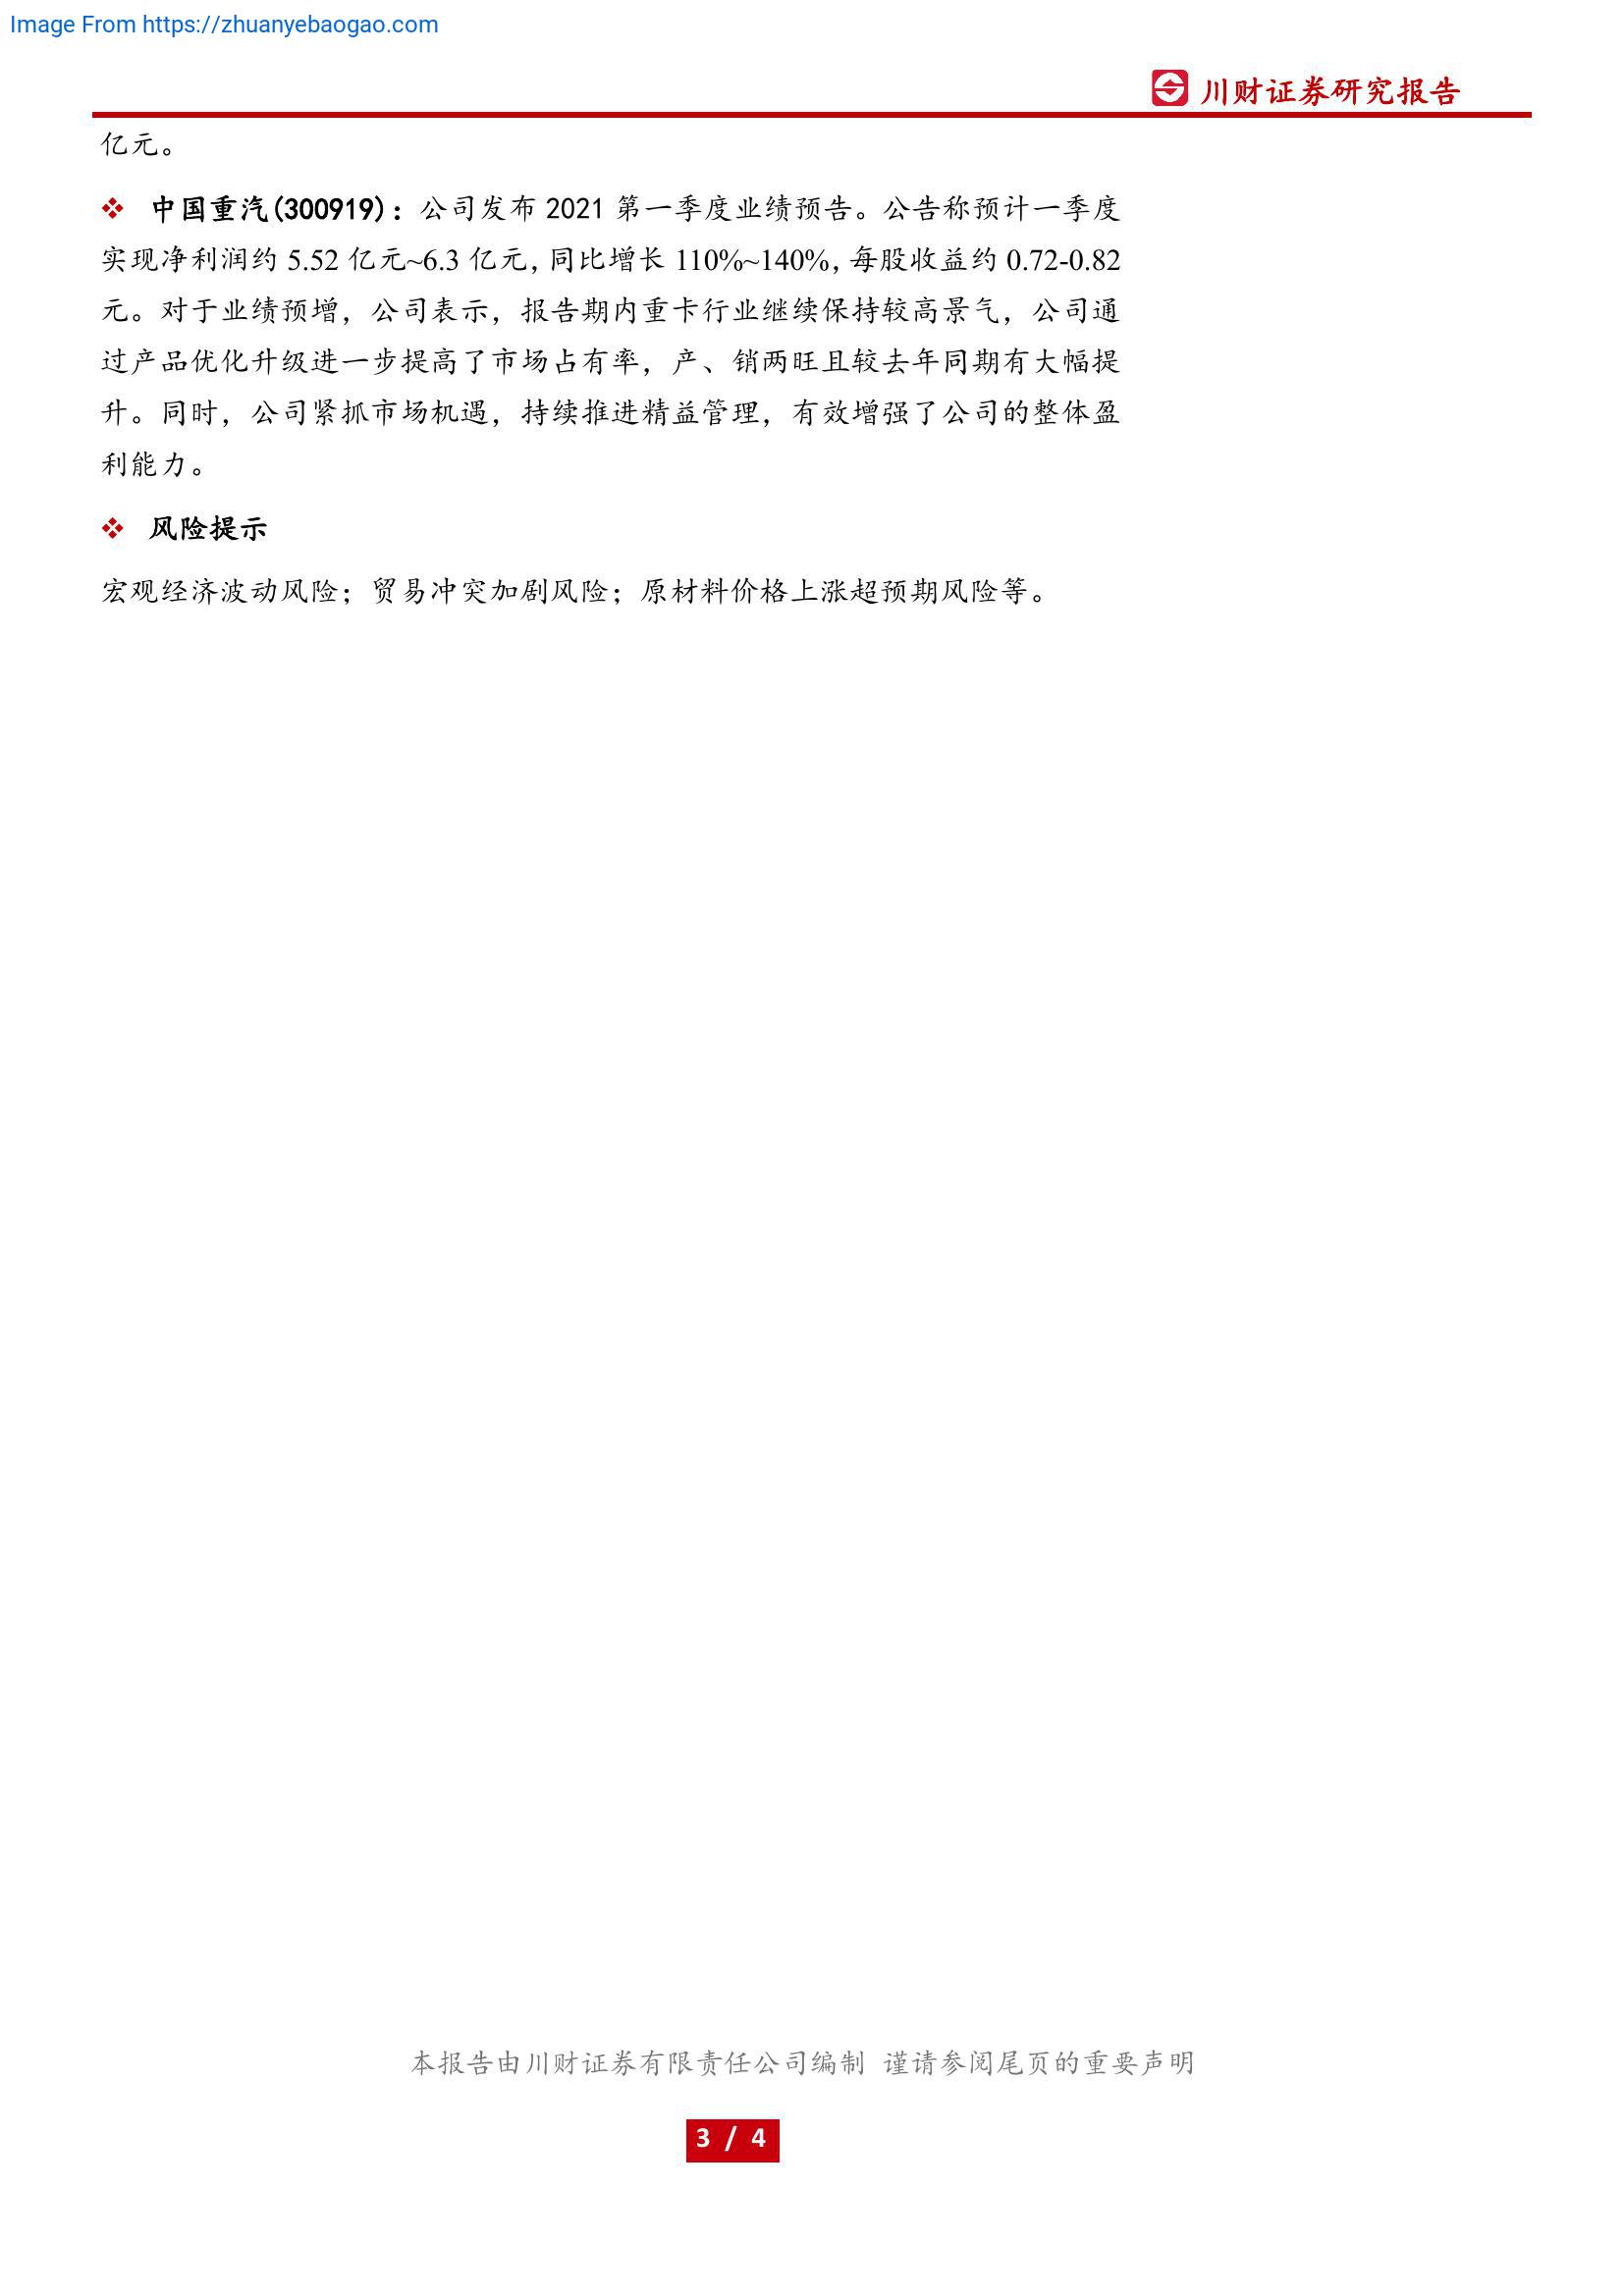 Image From https://zhuanyebaogao.com
川财证券研究报告
亿元。
❖ 中国重汽(300919)：公司发布 2021 第一季度业绩预告。公告称预计一季度
实现净利润约 5.52 亿元~6.3 亿元，同比增长 110%~140%，每股收益约 0.72-0.82
元。对于业绩预增，公司表示，报告期内重卡行业继续保持较高景气，公司通
过产品优化升级进一步提高了市场占有率，产、销两旺且较去年同期有大幅提
升。同时，公司紧抓市场机遇，持续推进精益管理，有效增强了公司的整体盈
利能力。
❖ 风险提示
宏观经济波动风险；贸易冲突加剧风险；原材料价格上涨超预期风险等。
本报告由川财证券有限责任公司编制 谨请参阅尾页的重要声明
3 / 4